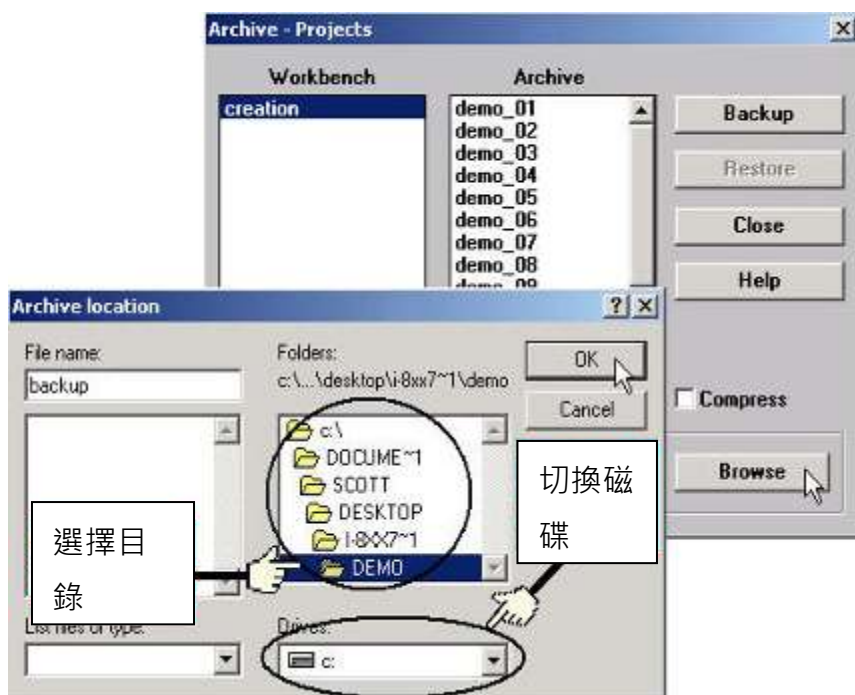 Archive - Projects
Workbench
creation
Archive
demo_01
demo_02
demo_03
demo_04
demo_05
demo_06
demo_07
demo_08
demo_09
Backup
Restore
Close
Help
Compress
Browse
Archive location
File name:
backup
Folders:
c:\...\desktop\i-8xx7~1\demo
c:\
DOCUME~1
SCOTT
DESKTOP
I-8XX7~1
DEMO
OK
Cancel
選擇目
錄
切換磁
碟
List files of type:
Drives:
c: